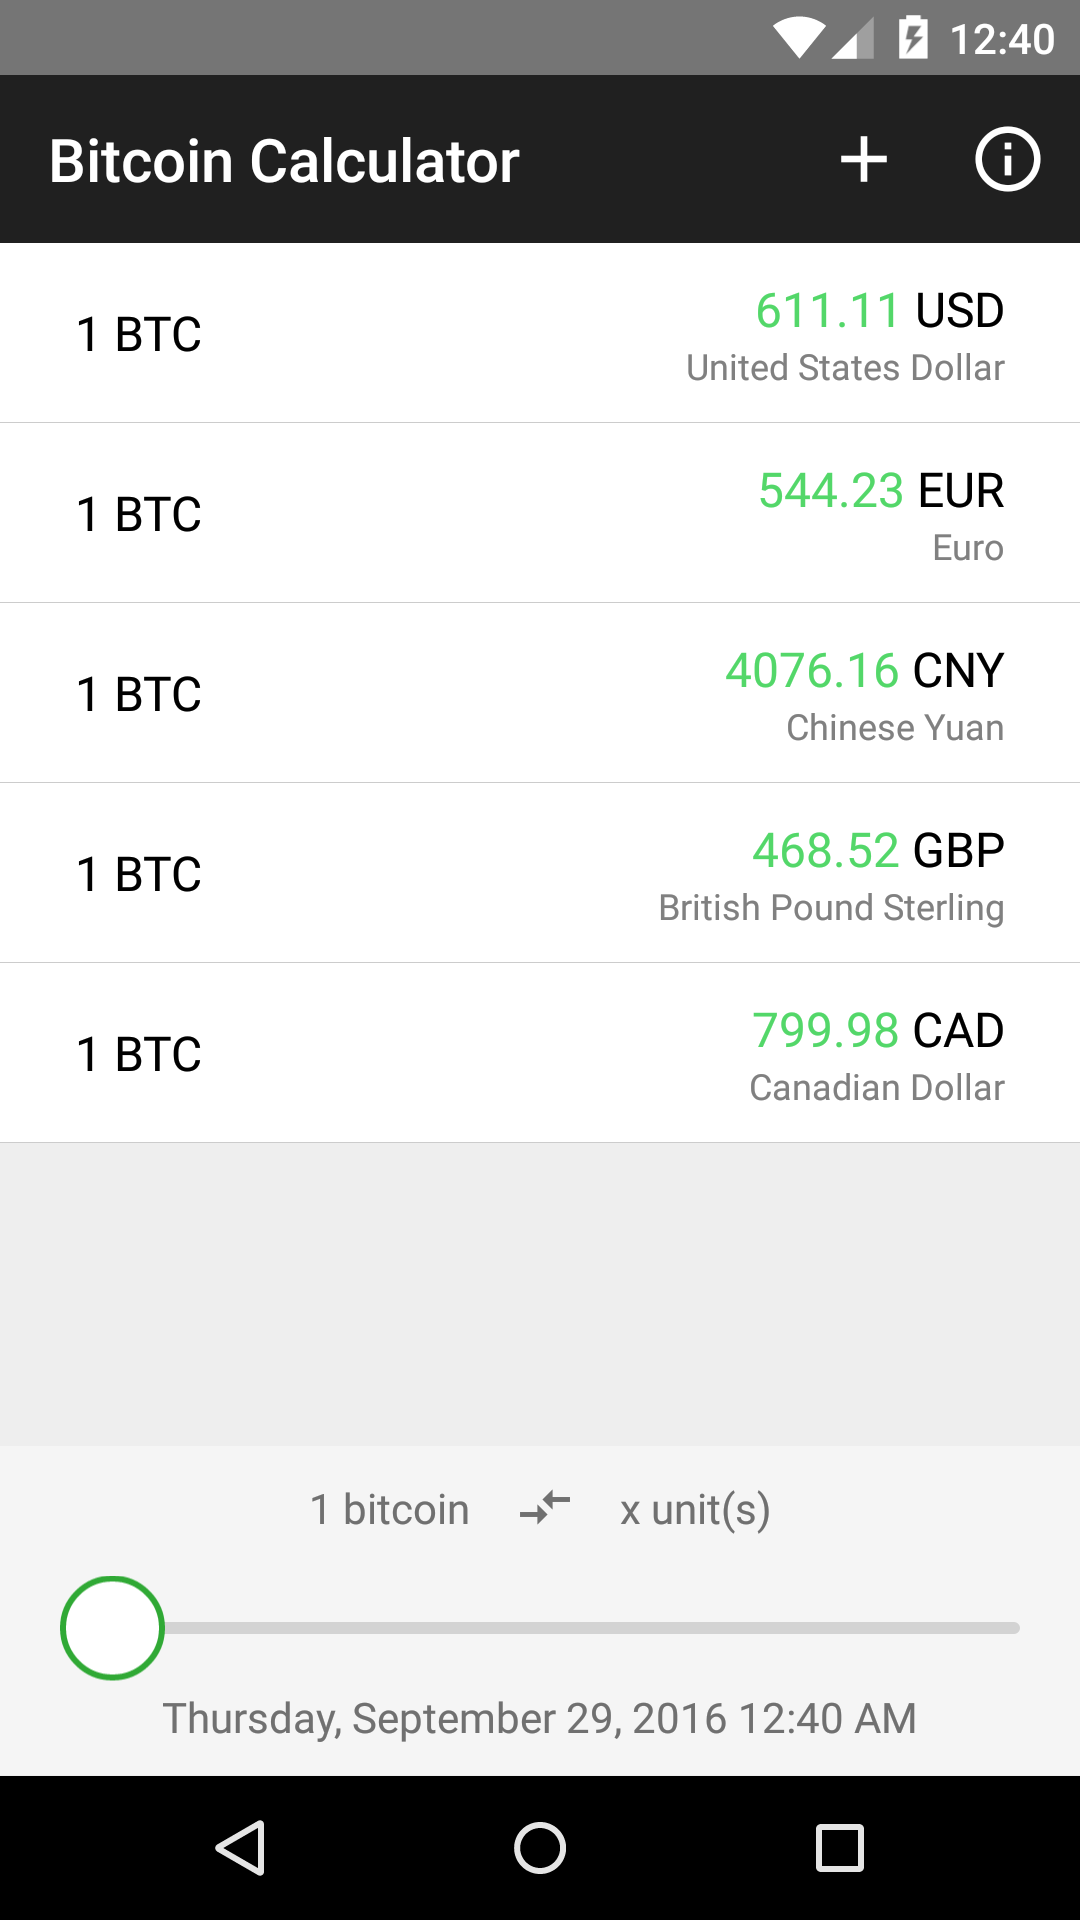 12:40
Bitcoin Calculator
1 BTC
611.11 USD
United States Dollar
1 BTC
544.23 EUR
Euro
1 BTC
4076.16 CNY
Chinese Yuan
1 BTC
468.52 GBP
British Pound Sterling
1 BTC
799.98 CAD
Canadian Dollar
1 bitcoin x unit(s)
Thursday, September 29, 2016 12:40 AM